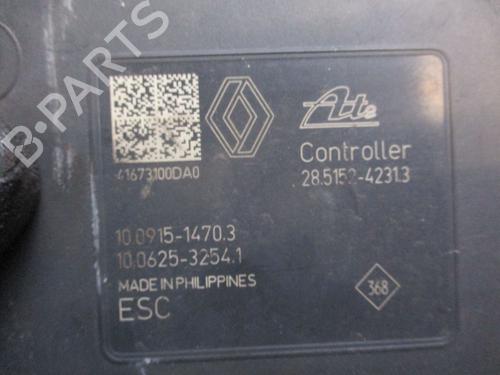 B-PARTS
Ate
41673100DA0
Controller
28.5152-4231.3
10.0915-1470.3
10.0625-3254.1
MADE IN PHILIPPINES
ESC
368